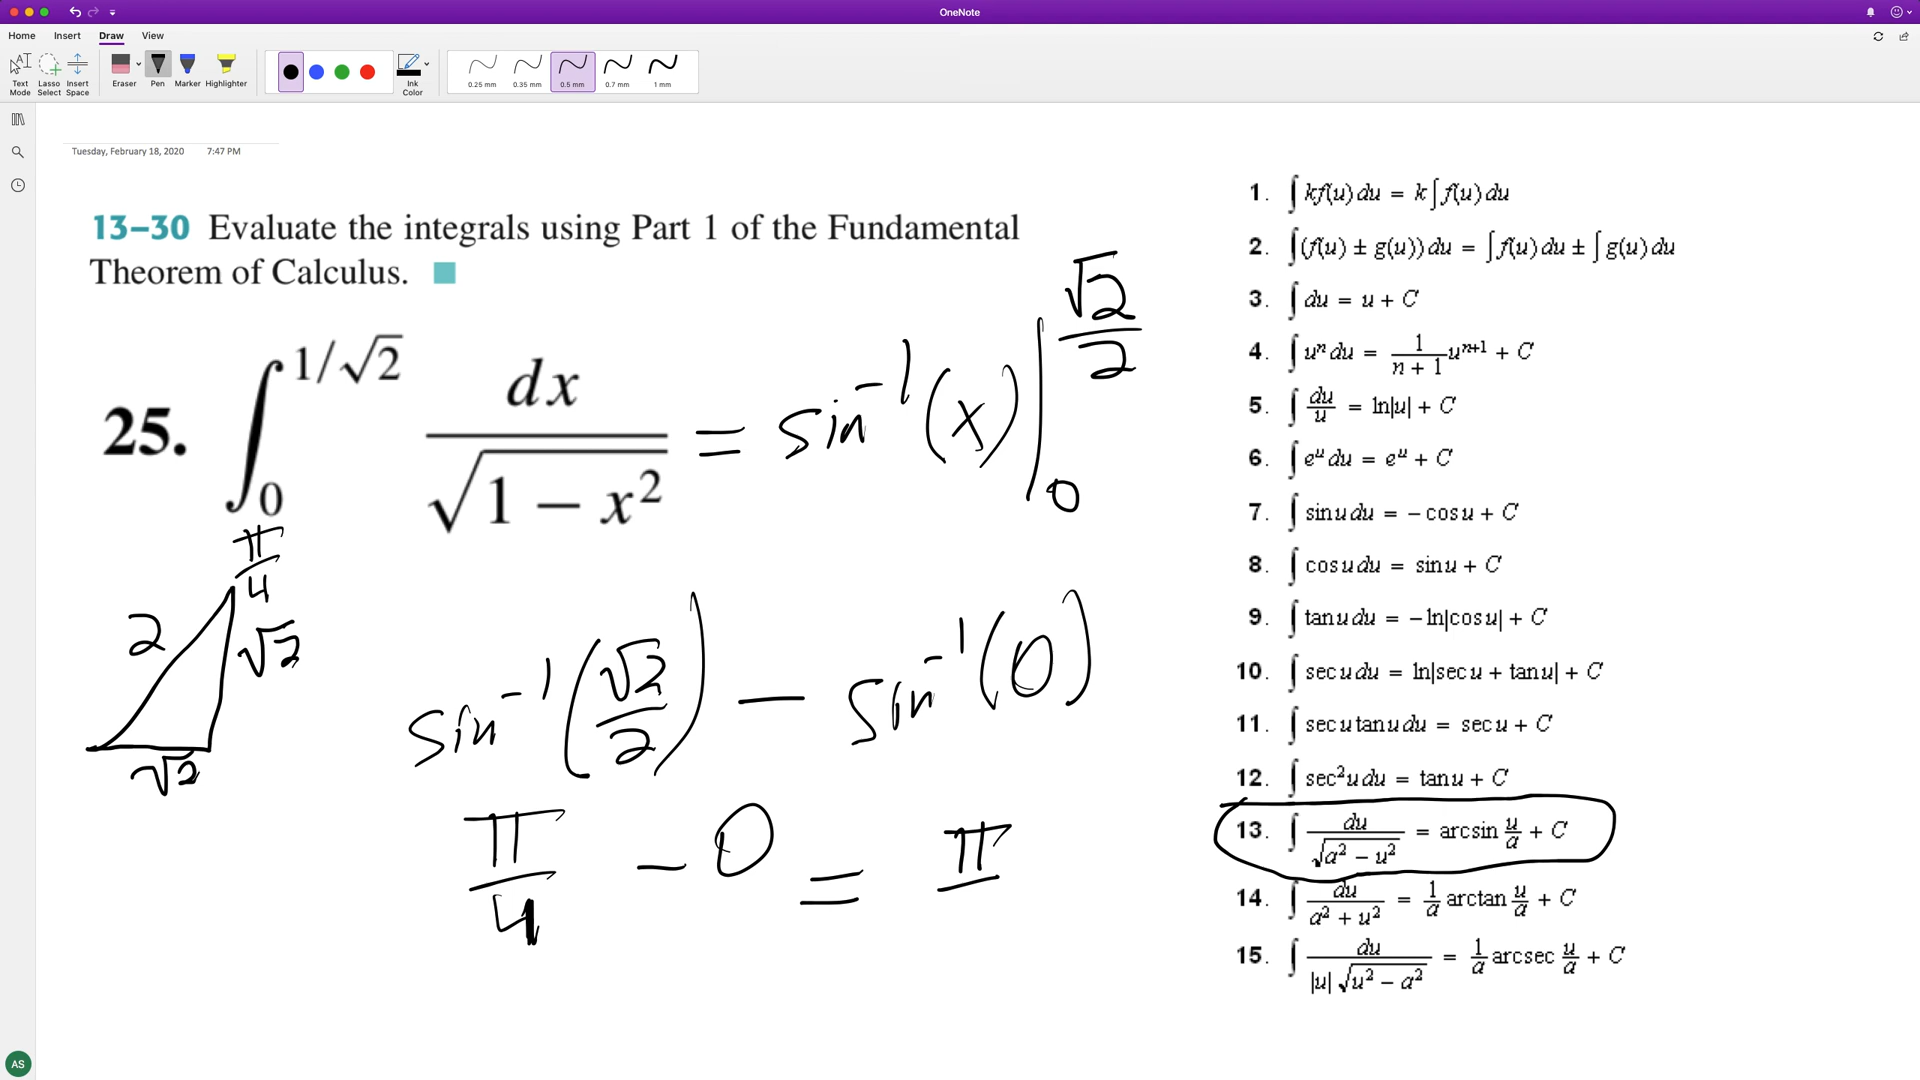 OneNote
Home Insert Draw View
Text Mode Lasso Select Insert Space Eraser Pen Marker Highlighter Ink Color 0.25 mm 0.35 mm 0.5 mm 0.7 mm 1 mm
Tuesday, February 18, 2020 7:47 PM
13–30 Evaluate the integrals using Part 1 of the Fundamental
Theorem of Calculus.
25. ∫₀^{1/√2} dx/√(1 − x²) = sin⁻¹(x) |₀^{√2/2}
π/4
2 √2
√2
sin⁻¹(√2/2) − sin⁻¹(0)
π/4 − 0 = π
1. ∫ kf(u) du = k ∫ f(u) du
2. ∫ (f(u) ± g(u)) du = ∫ f(u) du ± ∫ g(u) du
3. ∫ du = u + C
4. ∫ uⁿ du = 1/(n + 1) uⁿ⁺¹ + C
5. ∫ du/u = ln|u| + C
6. ∫ eᵘ du = eᵘ + C
7. ∫ sin u du = − cos u + C
8. ∫ cos u du = sin u + C
9. ∫ tan u du = − ln|cos u| + C
10. ∫ sec u du = ln|sec u + tan u| + C
11. ∫ sec u tan u du = sec u + C
12. ∫ sec² u du = tan u + C
13. ∫ du/√(a² − u²) = arcsin u/a + C
14. ∫ du/(a² + u²) = 1/a arctan u/a + C
15. ∫ du/(|u| √(u² − a²)) = 1/a arcsec u/a + C
AS